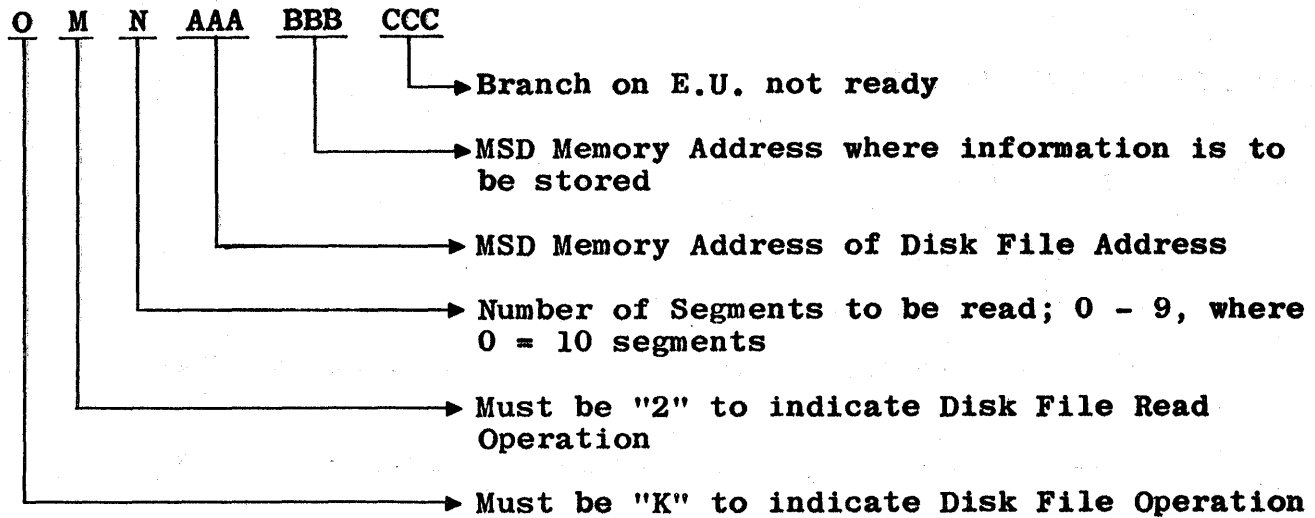 O M N AAA BBB CCC
Branch on E.U. not ready
MSD Memory Address where information is to
be stored
MSD Memory Address of Disk File Address
Number of Segments to be read; 0 - 9, where
0 = 10 segments
Must be "2" to indicate Disk File Read
Operation
Must be "K" to indicate Disk File Operation